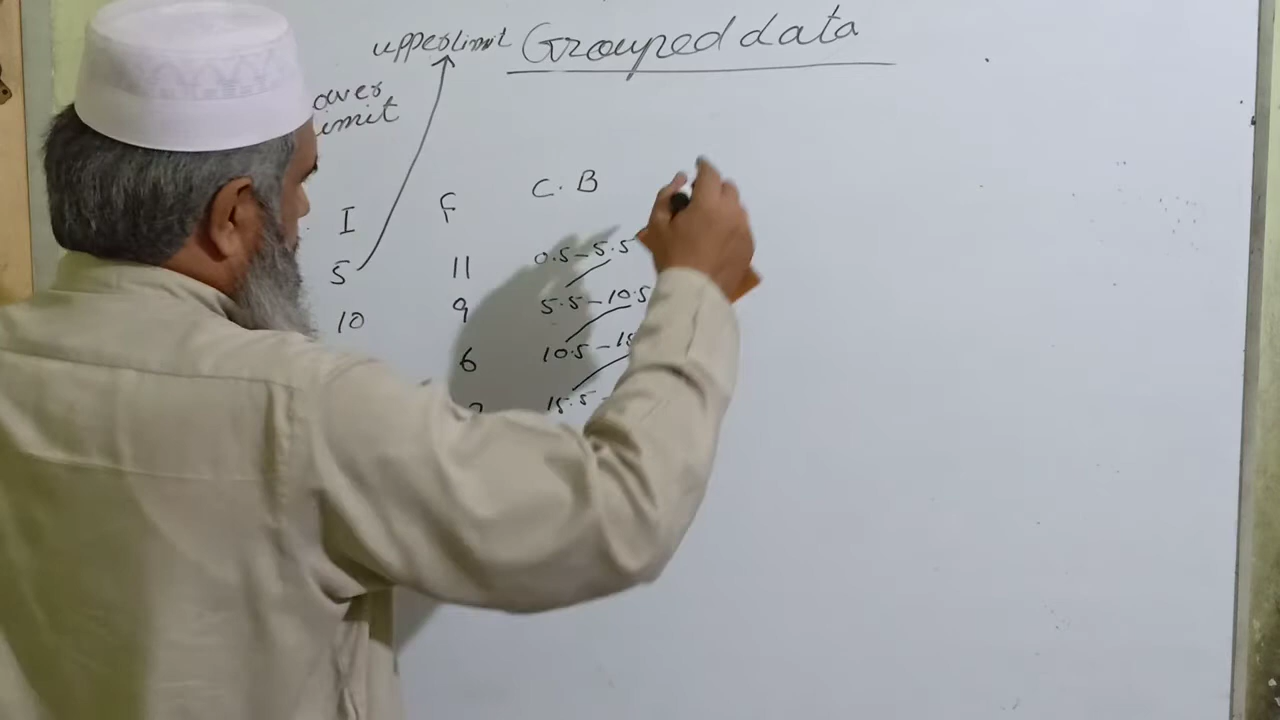 upperlimit Grouped data
ower
imit
I F C.B
5 11 0.5-5.5
10 9 5.5-10.5
6 10.5-15
15.5-